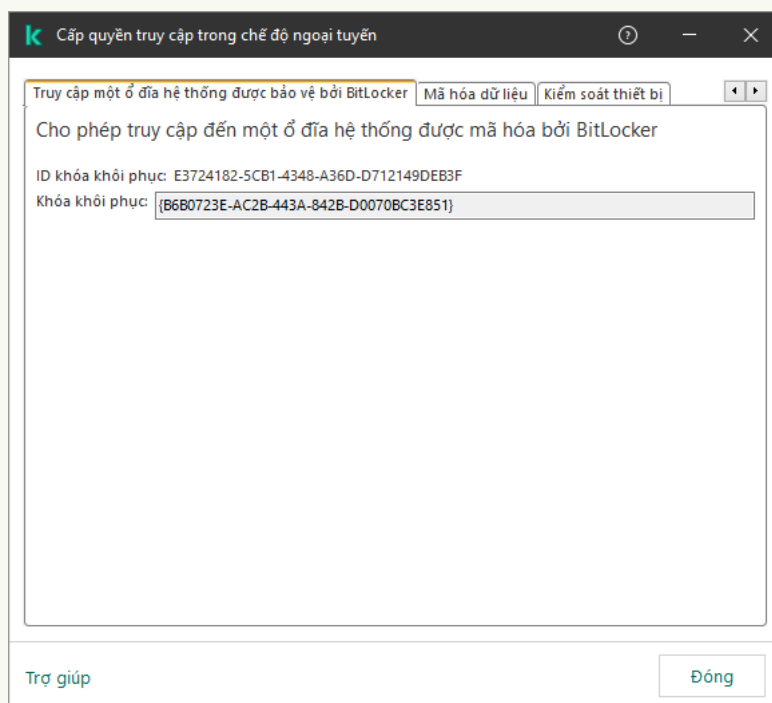 Cấp quyền truy cập trong chế độ ngoại tuyến
Truy cập một ổ đĩa hệ thống được bảo vệ bởi BitLocker
Mã hóa dữ liệu
Kiểm soát thiết bị
Cho phép truy cập đến một ổ đĩa hệ thống được mã hóa bởi BitLocker
ID khóa khôi phục: E3724182-5CB1-4348-A36D-D712149DEB3F
Khóa khôi phục: {B6B0723E-AC2B-443A-842B-D0070BC3E851}
Trợ giúp
Đóng